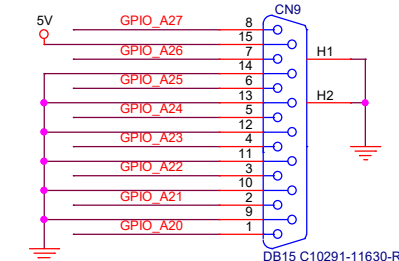 CN9
GPIO_A27
8
5V
15
GPIO_A26
7
H1
14
GPIO_A25
6
13
H2
GPIO_A24
5
12
GPIO_A23
4
11
GPIO_A22
3
10
GPIO_A21
2
9
GPIO_A20
1
DB15 C10291-11630-R